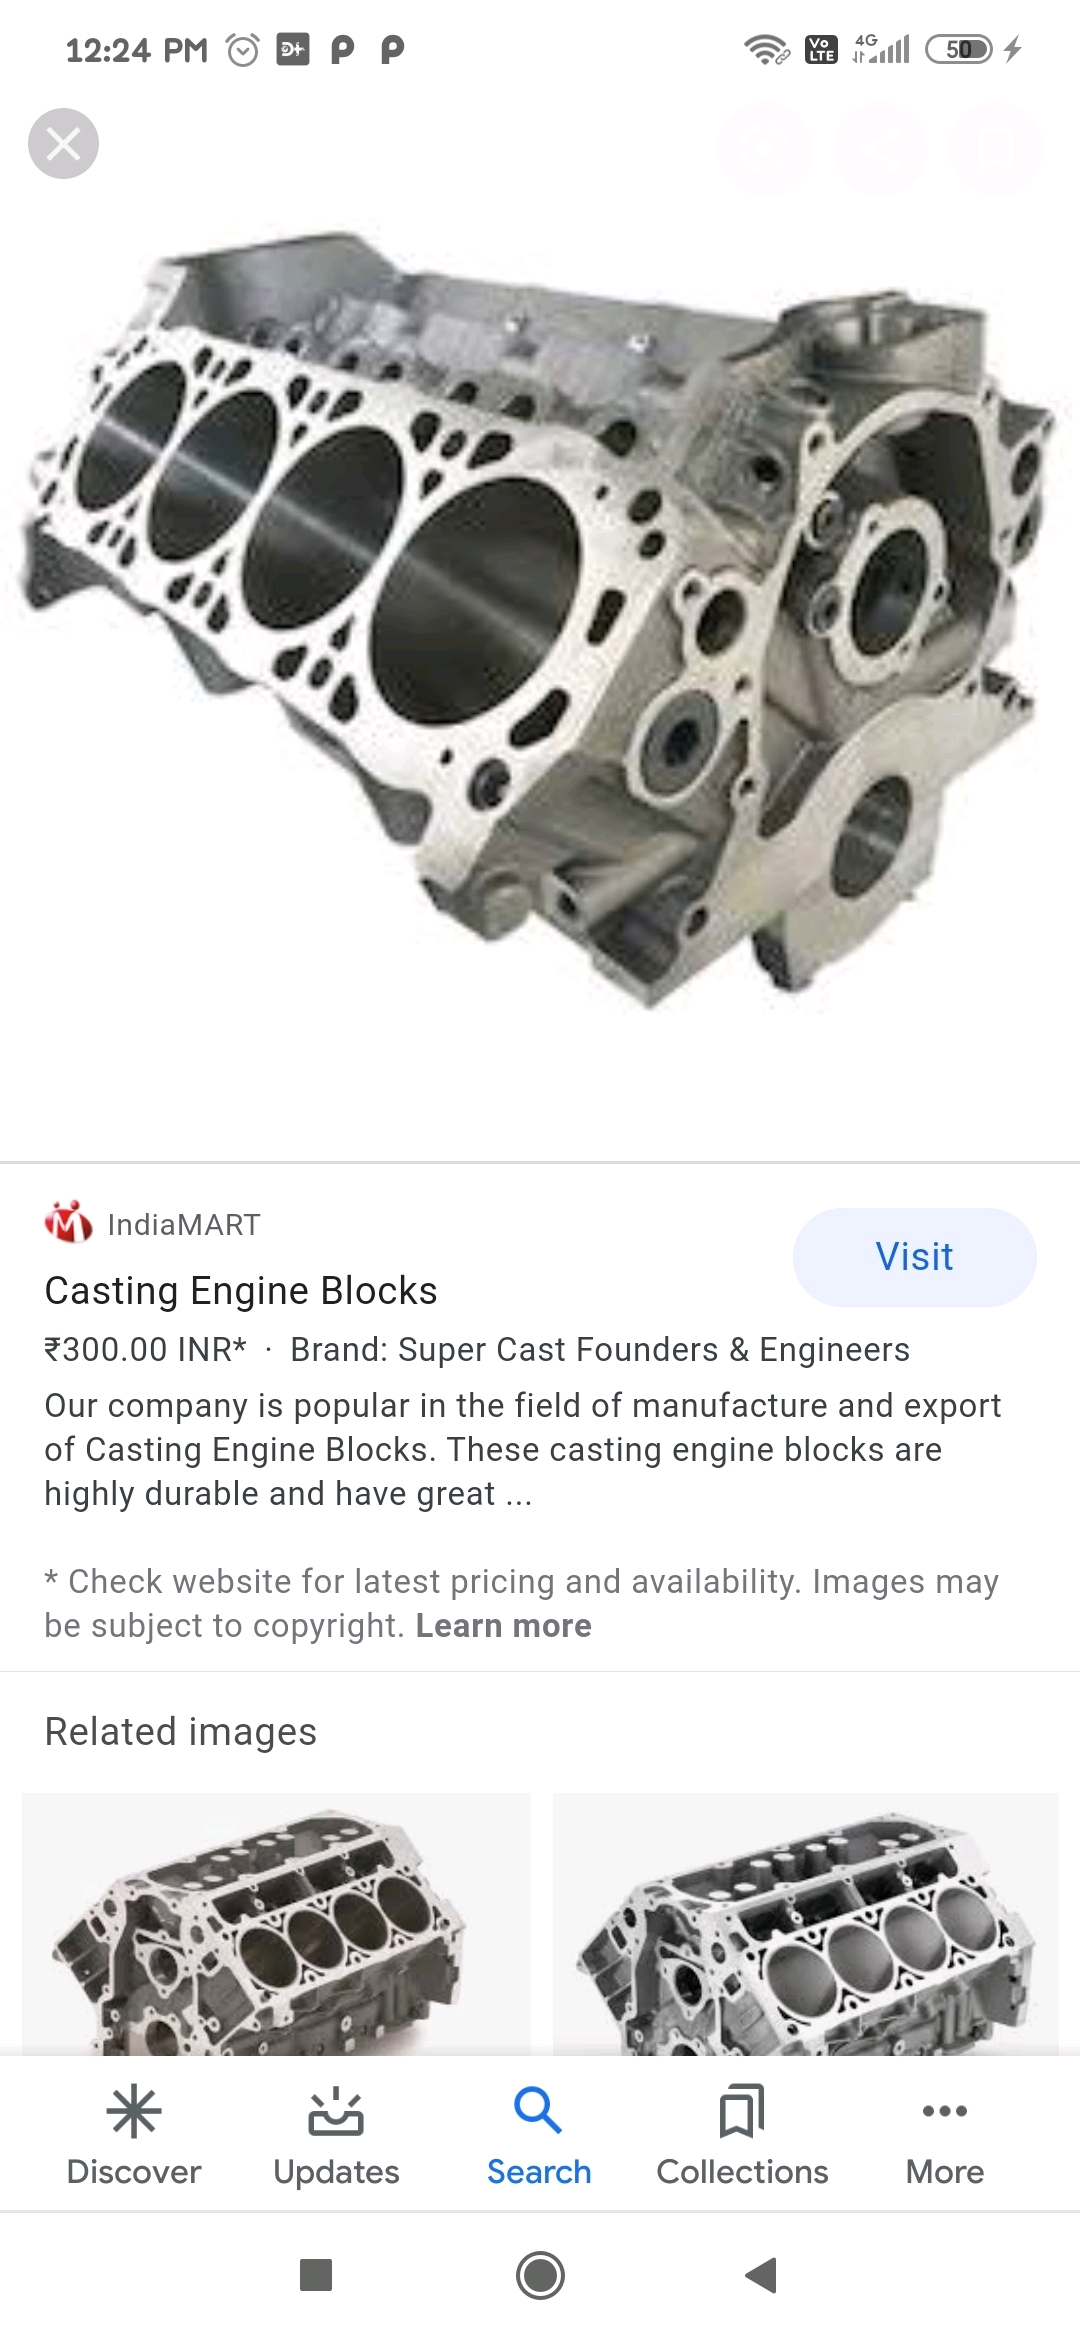 12:24 PM
D+
Vo
LTE
4G
50
IndiaMART
Visit
Casting Engine Blocks
₹300.00 INR* · Brand: Super Cast Founders & Engineers
Our company is popular in the field of manufacture and export
of Casting Engine Blocks. These casting engine blocks are
highly durable and have great ...
* Check website for latest pricing and availability. Images may
be subject to copyright. Learn more
Related images
Discover Updates Search Collections More